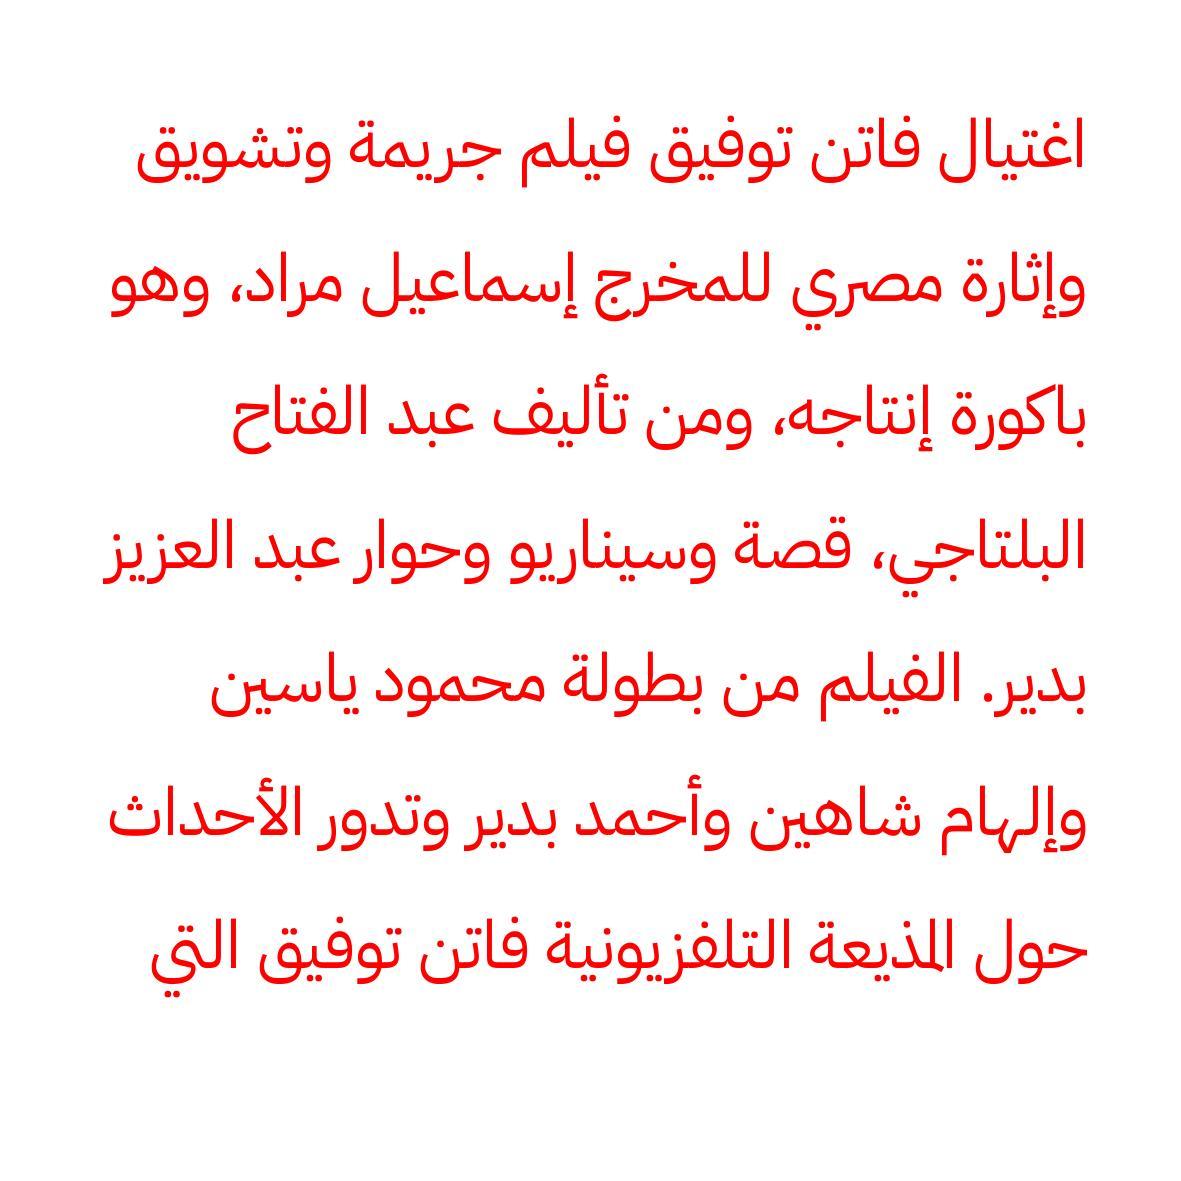 اغتيال فاتن توفيق فيلم جريمة وتشويق
وإثارة مصري للمخرج إسماعيل مراد، وهو
باكورة إنتاجه، ومن تأليف عبد الفتاح
البلتاجي، قصة وسيناريو وحوار عبد العزيز
بدير. الفيلم من بطولة محمود ياسين
وإلهام شاهين وأحمد بدير وتدور الأحداث
حول المذيعة التلفزيونية فاتن توفيق التي